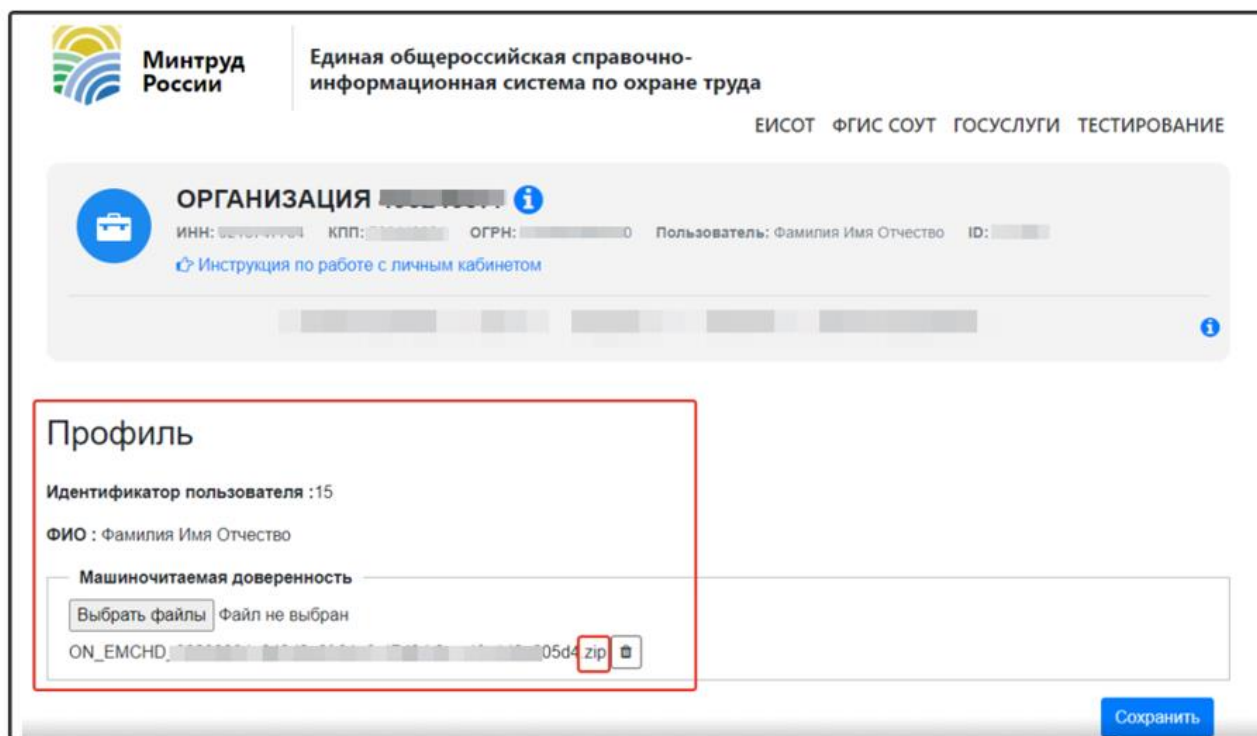 Минтруд
России
Единая общероссийская справочно-
информационная система по охране труда
ЕИСОТ ФГИС СОУТ ГОСУСЛУГИ ТЕСТИРОВАНИЕ
ОРГАНИЗАЦИЯ
ИНН: КПП: ОГРН: Пользователь: Фамилия Имя Отчество ID:
Инструкция по работе с личным кабинетом
Профиль
Идентификатор пользователя :15
ФИО : Фамилия Имя Отчество
Машиночитаемая доверенность
Выбрать файлы Файл не выбран
ON_EMCHD_ 05d4.zip
Сохранить